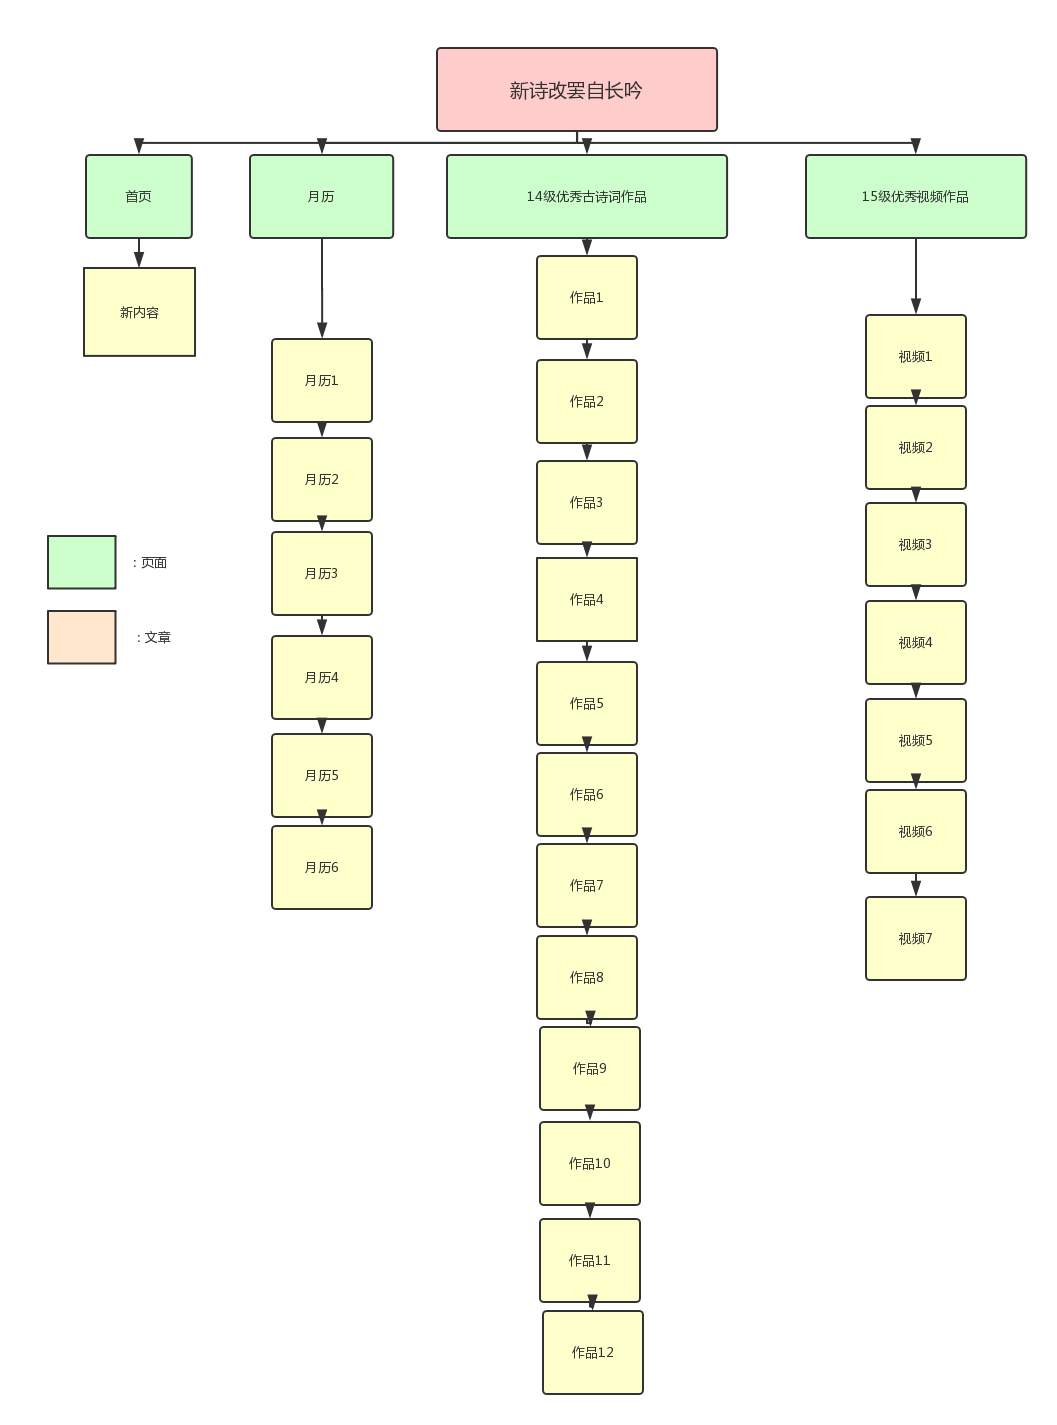 新诗改罢自长吟
首页
月历
14级优秀古诗词作品
15级优秀视频作品
新内容
月历1
月历2
月历3
月历4
月历5
月历6
作品1
作品2
作品3
作品4
作品5
作品6
作品7
作品8
作品9
作品10
作品11
作品12
视频1
视频2
视频3
视频4
视频5
视频6
视频7
：页面
：文章